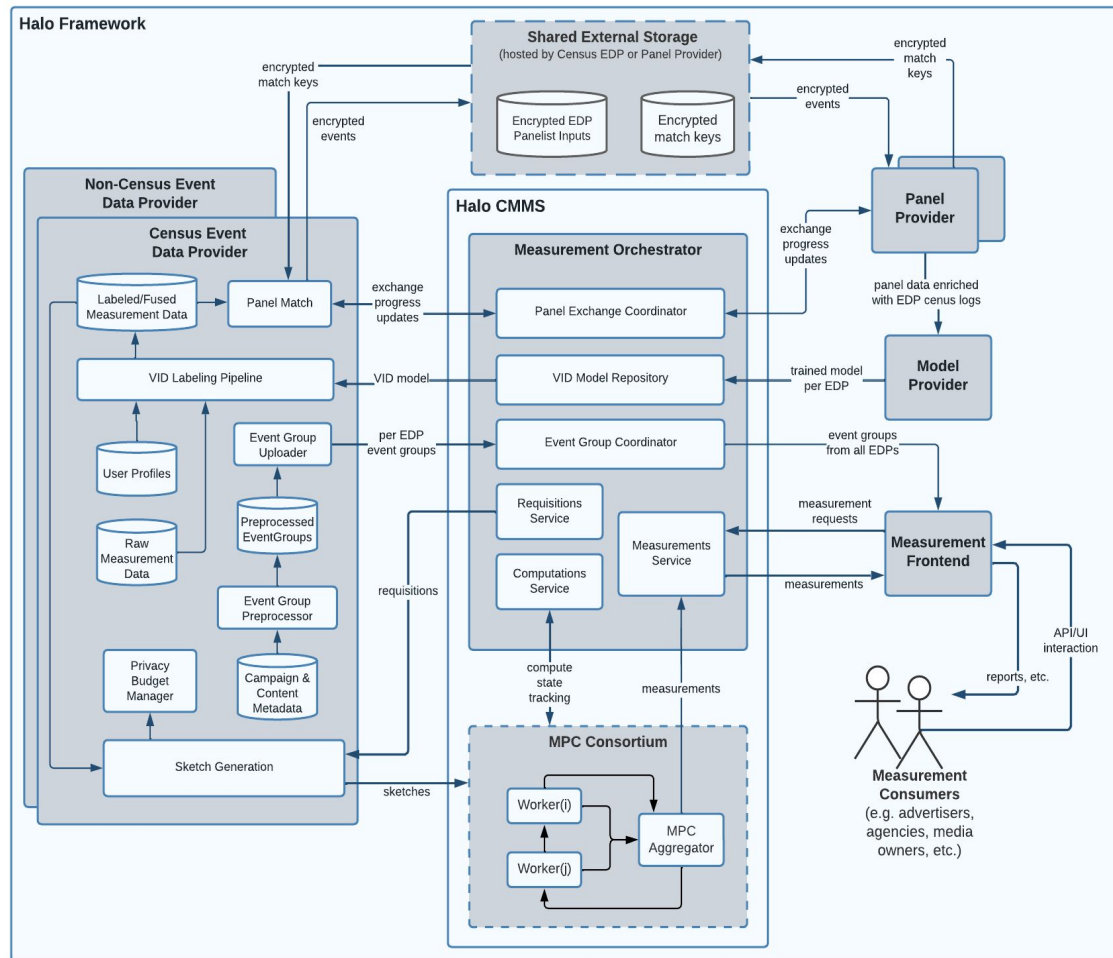 Halo Framework
Shared External Storage
(hosted by Census EDP or Panel Provider)
Encrypted EDP
Panelist Inputs
Encrypted
match keys
encrypted
match keys
encrypted
events
encrypted
match
keys
encrypted
events
Non-Census Event
Data Provider
Census Event
Data Provider
Labeled/Fused
Measurement Data
Panel Match
VID Labeling Pipeline
User Profiles
Raw
Measurement
Data
Event Group
Uploader
Preprocessed
EventGroups
Event Group
Preprocessor
Campaign &
Content
Metadata
Privacy
Budget
Manager
Sketch Generation
exchange
progress
updates
VID model
per EDP
event groups
requisitions
sketches
Halo CMMS
Measurement Orchestrator
Panel Exchange Coordinator
VID Model Repository
Event Group Coordinator
Requisitions
Service
Computations
Service
Measurements
Service
compute
state
tracking
measurements
MPC Consortium
Worker(i)
Worker(j)
MPC
Aggregator
Panel
Provider
exchange
progress
updates
panel data enriched
with EDP cenus logs
Model
Provider
trained model
per EDP
event groups
from all EDPs
measurement
requests
measurements
Measurement
Frontend
API/UI
interaction
reports, etc.
Measurement
Consumers
(e.g. advertisers,
agencies, media
owners, etc.)